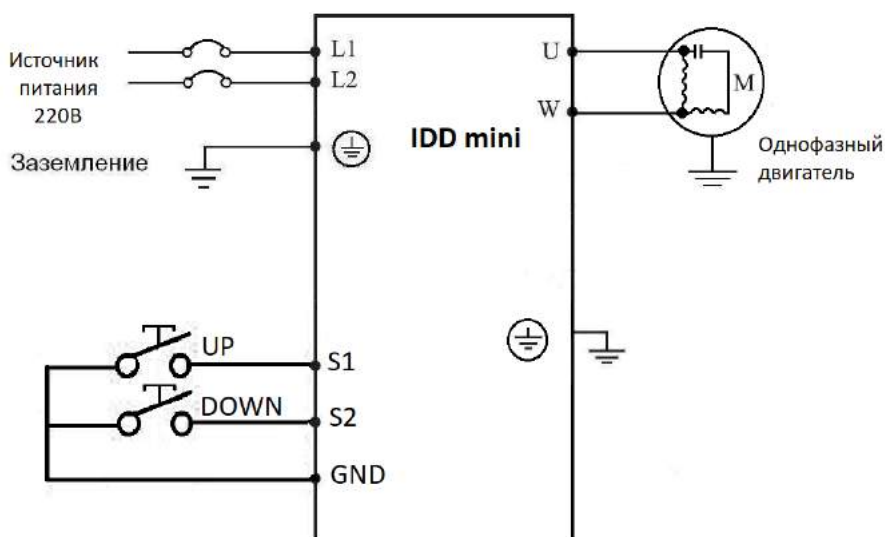 Источник
питания
220В
L1
L2
Заземление
IDD mini
U
W
M
Однофазный
двигатель
UP
S1
DOWN
S2
GND